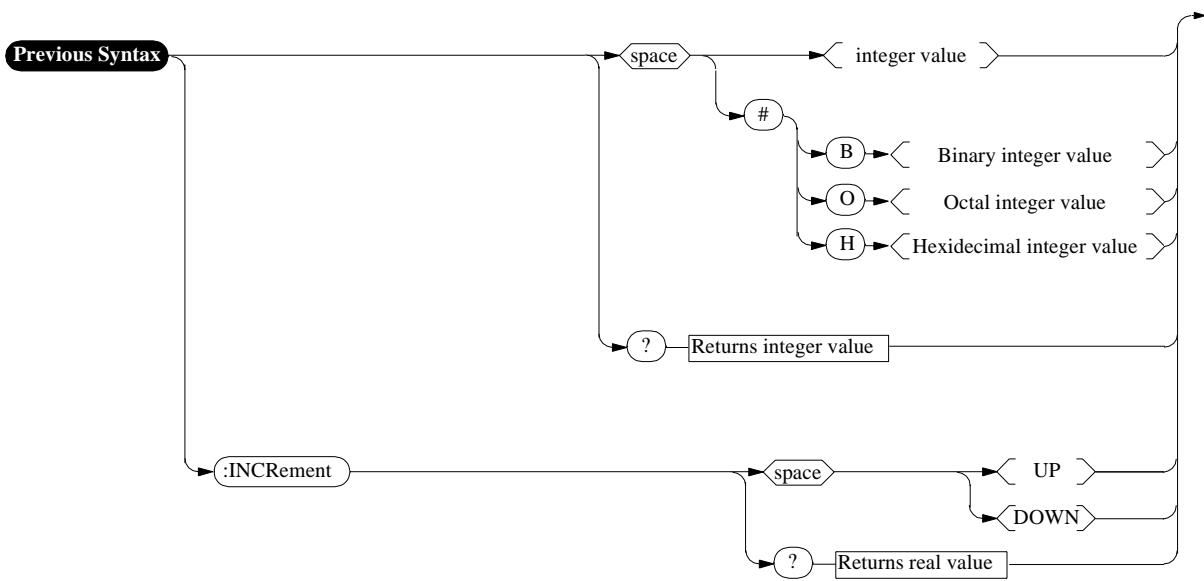 Previous Syntax
space
integer value
#
B
Binary integer value
O
Octal integer value
H
Hexidecimal integer value
?
Returns integer value
:INCRement
space
UP
DOWN
?
Returns real value